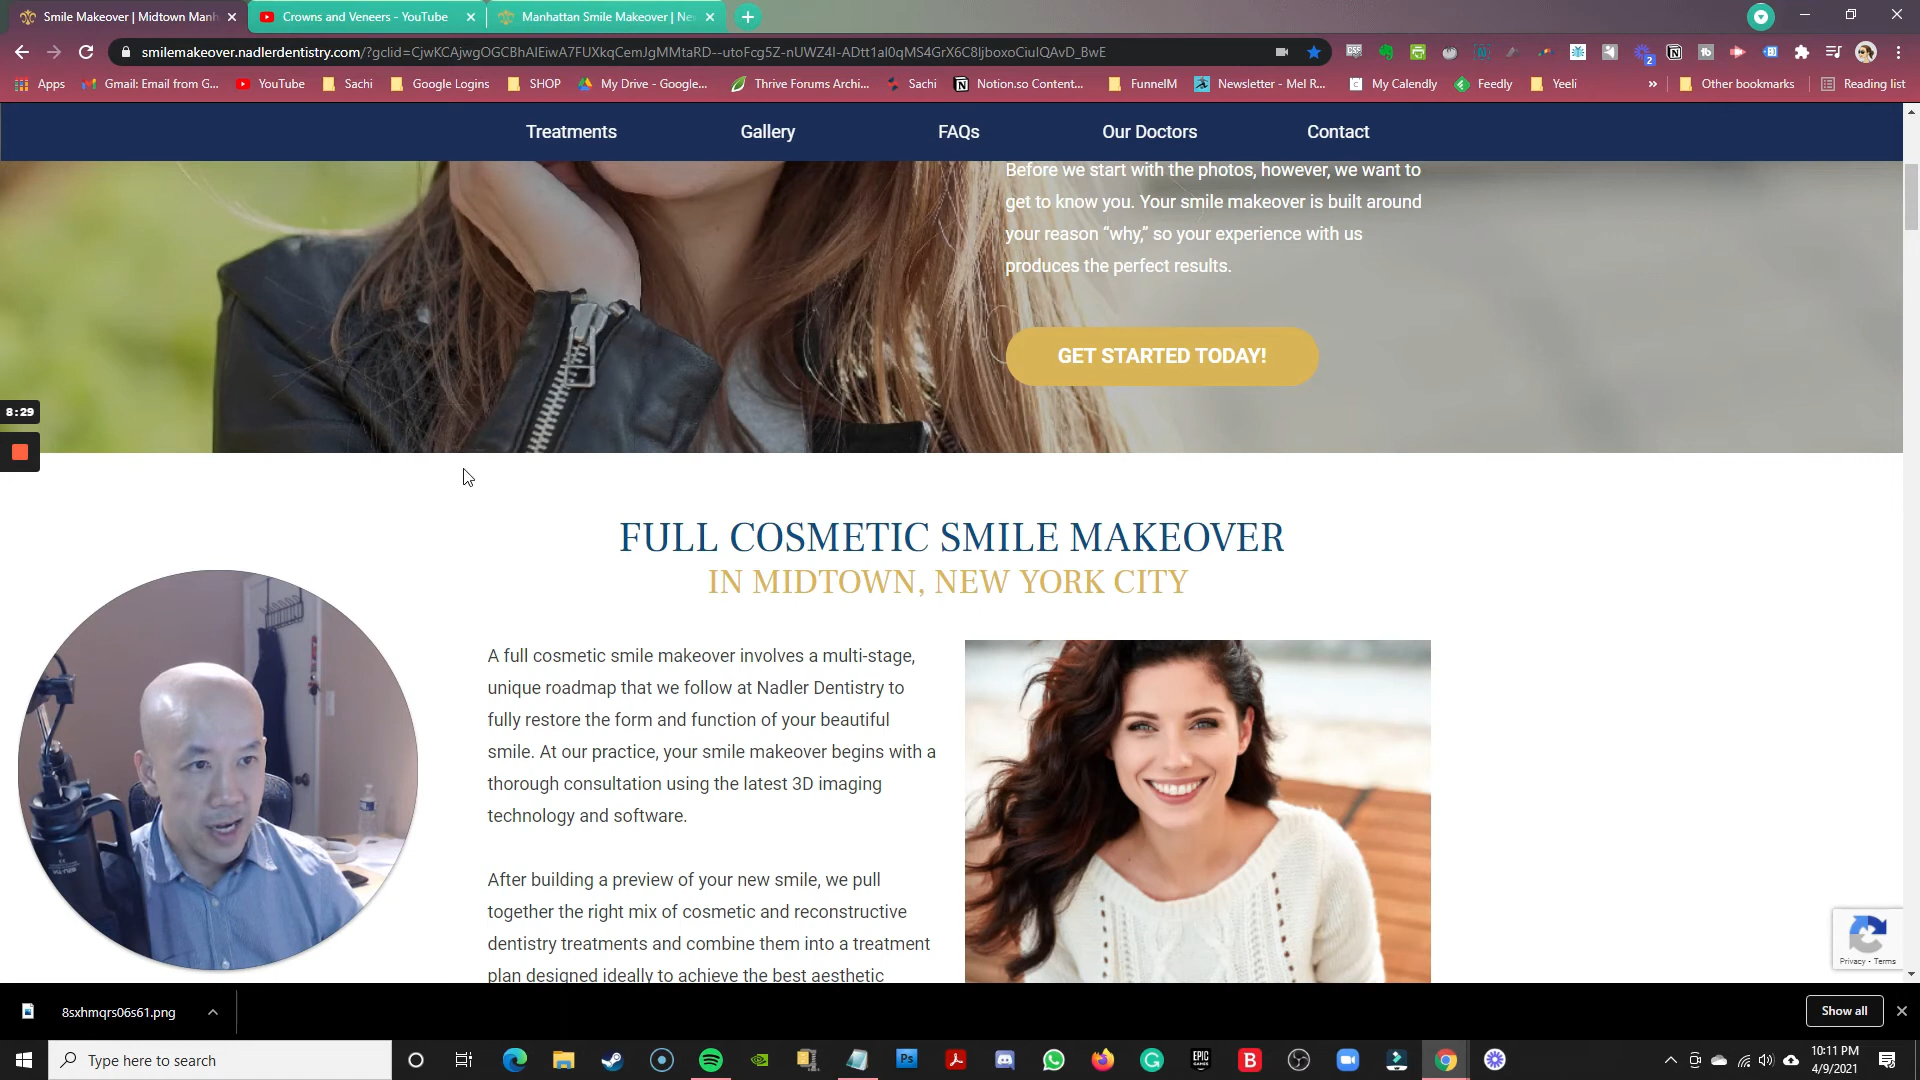 Smile Makeover | Midtown Manh
Crowns and Veneers - YouTube
Manhattan Smile Makeover | Ne
smilemakeover.nadlerdentistry.com/?gclid=CjwKCAjwgOGCBhAlEiwA7FUXkqCemJgMMtaRD--utoFcg5Z-nUWZ4I-ADtt1al0qMS4GrX6C8IjboxoCiuIQAvD_BwE
Apps
Gmail: Email from G...
YouTube
Sachi
Google Logins
SHOP
My Drive - Google...
Thrive Forums Archi...
Sachi
Notion.so Content...
FunnelM
Newsletter - Mel R...
My Calendly
Feedly
Yeeli
»
Other bookmarks
Reading list
Treatments
Gallery
FAQs
Our Doctors
Contact
Before we start with the photos, however, we want to
get to know you. Your smile makeover is built around
your reason “why,” so your experience with us
produces the perfect results.
GET STARTED TODAY!
8:29
FULL COSMETIC SMILE MAKEOVER
IN MIDTOWN, NEW YORK CITY
A full cosmetic smile makeover involves a multi-stage,
unique roadmap that we follow at Nadler Dentistry to
fully restore the form and function of your beautiful
smile. At our practice, your smile makeover begins with a
thorough consultation using the latest 3D imaging
technology and software.
After building a preview of your new smile, we pull
together the right mix of cosmetic and reconstructive
dentistry treatments and combine them into a treatment
plan designed ideally to achieve the best aesthetic
Privacy - Terms
8sxhmqrs06s61.png
Show all
Type here to search
10:11 PM
4/9/2021